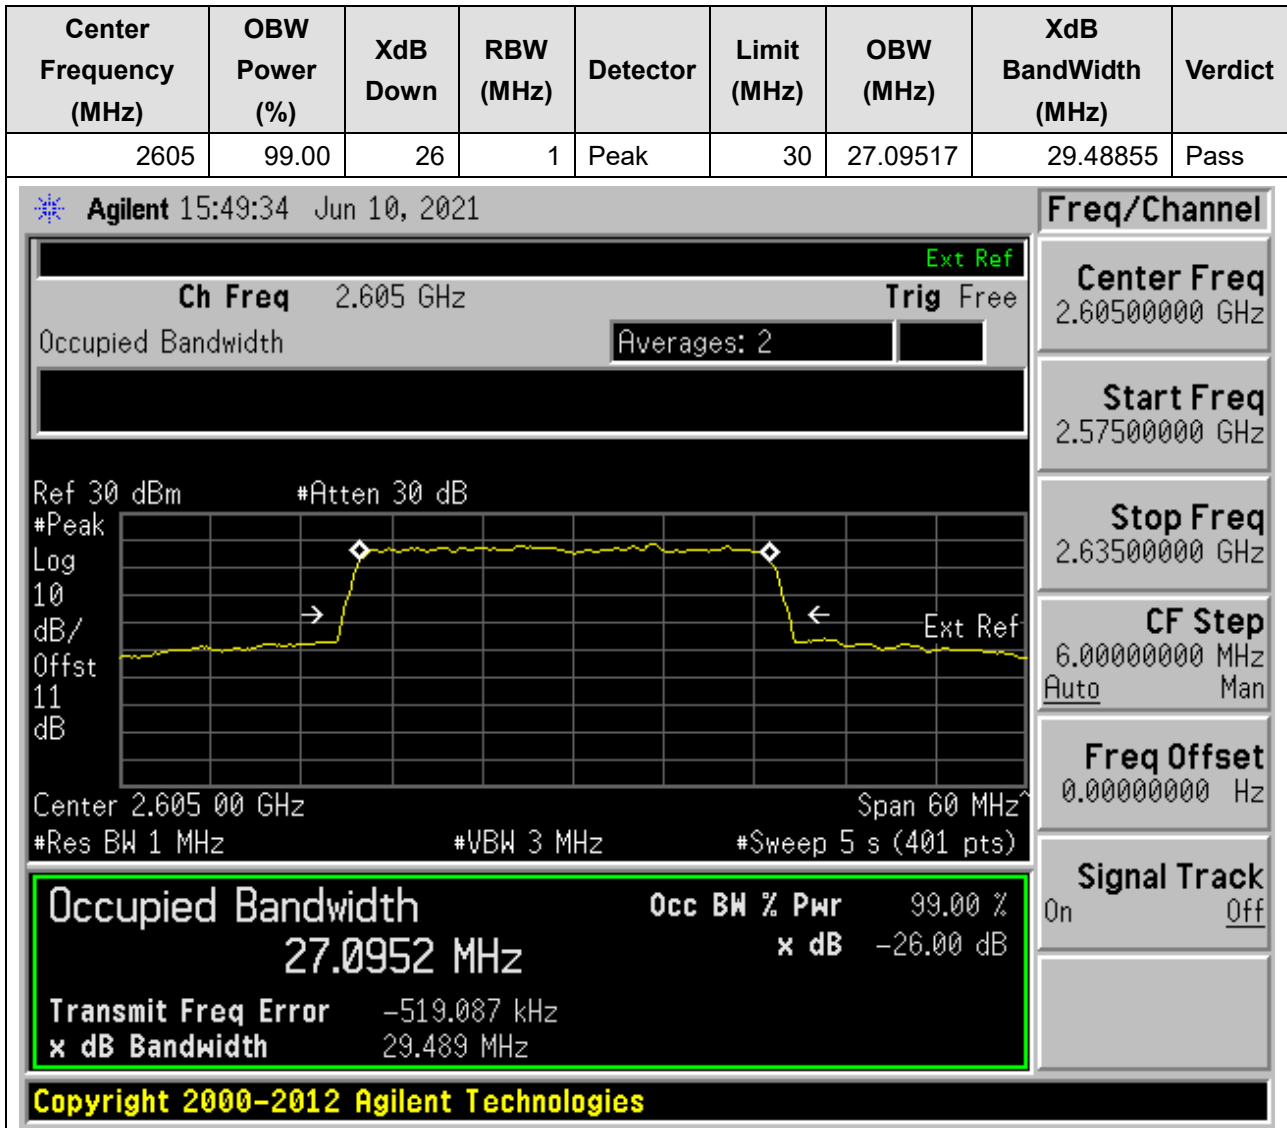 Center Frequency (MHz) OBW Power (%) XdB Down RBW (MHz) Detector Limit (MHz) OBW (MHz) XdB BandWidth (MHz) Verdict
2605 99.00 26 1 Peak 30 27.09517 29.48855 Pass
Agilent 15:49:34 Jun 10, 2021
Freq/Channel
Ext Ref
Ch Freq 2.605 GHz Trig Free
Occupied Bandwidth Averages: 2
Center Freq
2.60500000 GHz
Start Freq
2.57500000 GHz
Stop Freq
2.63500000 GHz
CF Step
6.00000000 MHz
Auto Man
Freq Offset
0.00000000 Hz
Signal Track
On Off
Ref 30 dBm #Atten 30 dB
#Peak
Log
10
dB/
Offst
11
dB
Ext Ref
Center 2.605 00 GHz Span 60 MHz^
#Res BW 1 MHz #VBW 3 MHz #Sweep 5 s (401 pts)
Occupied Bandwidth Occ BW % Pwr 99.00 %
27.0952 MHz x dB -26.00 dB
Transmit Freq Error -519.087 kHz
x dB Bandwidth 29.489 MHz
Copyright 2000-2012 Agilent Technologies